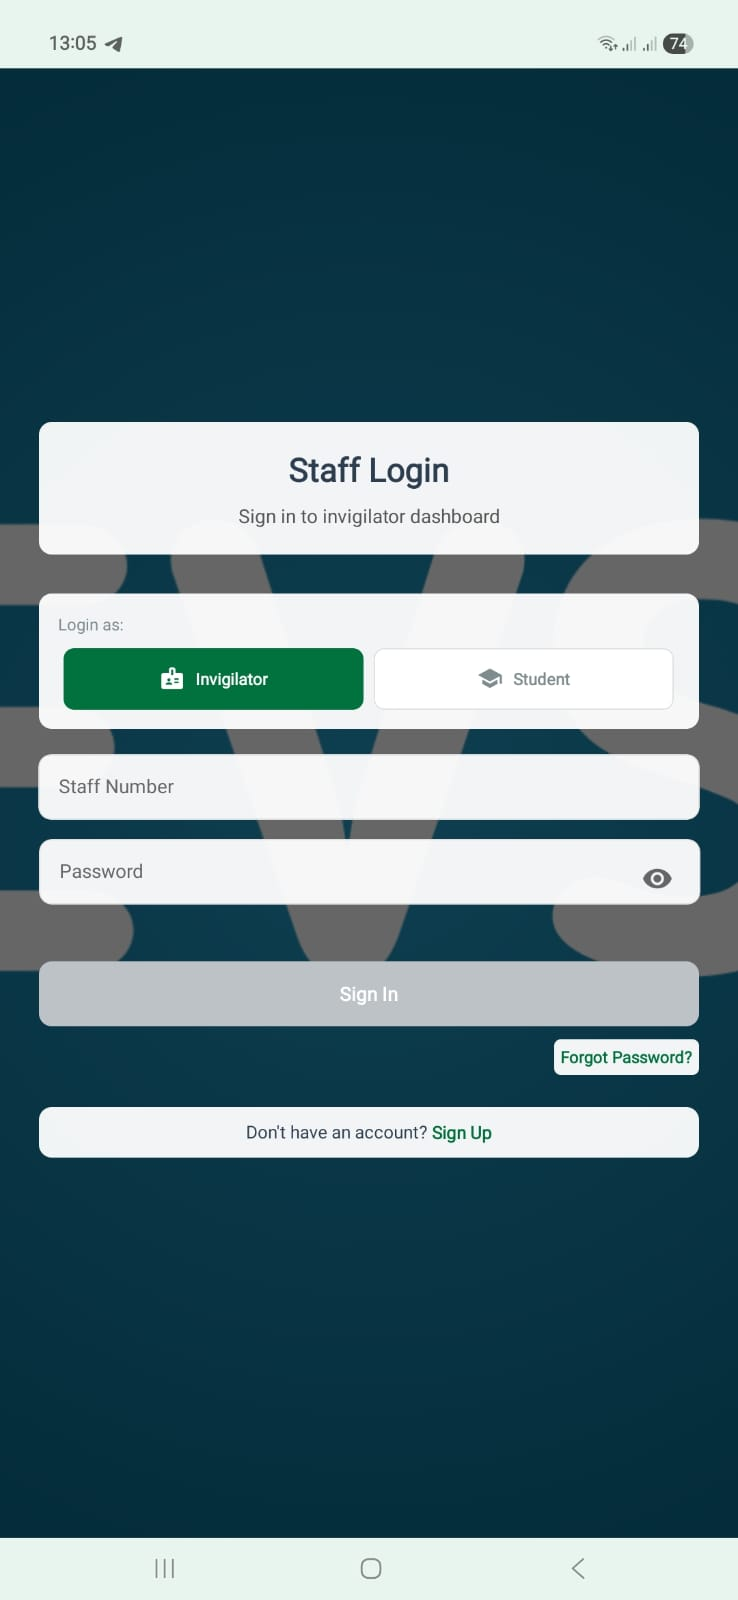 13:05
74
Staff Login
Sign in to invigilator dashboard
Login as:
Invigilator
Student
Staff Number
Password
Sign In
Forgot Password?
Don't have an account? Sign Up
EVS